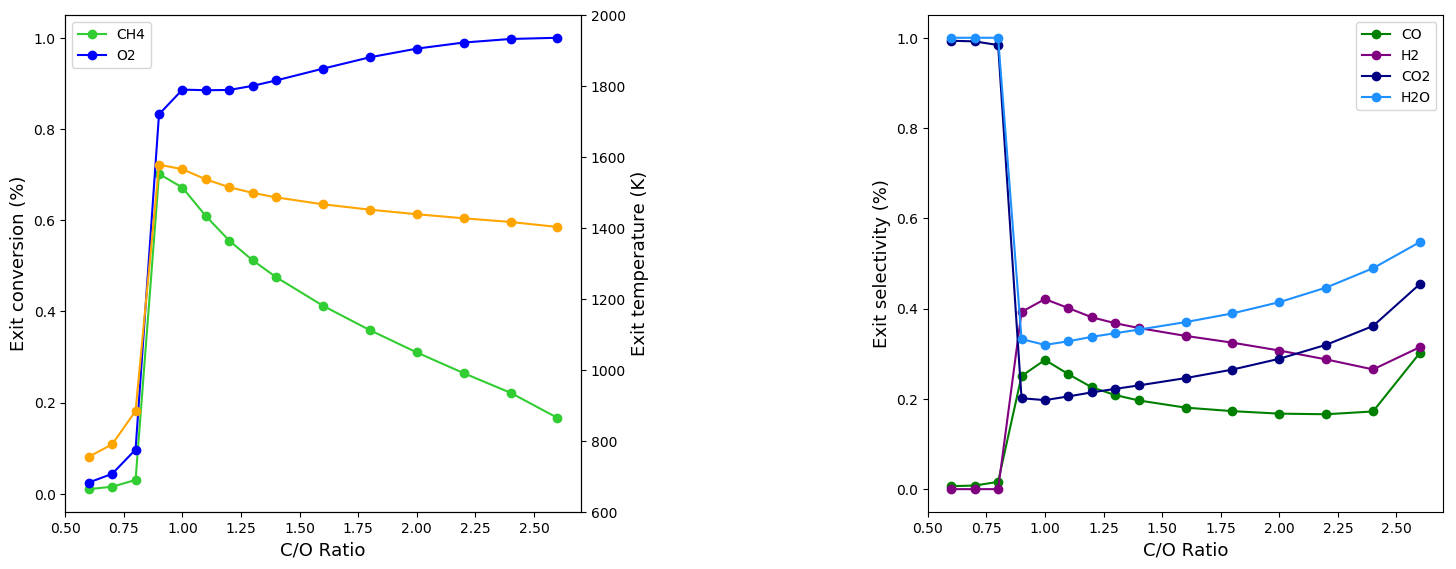 CH4
O2
Exit conversion (%)
1.0
0.8
0.6
0.4
0.2
0.0
0.50 0.75 1.00 1.25 1.50 1.75 2.00 2.25 2.50
C/O Ratio
2000
1800
1600
1400
1200
1000
800
600
Exit temperature (K)
CO
H2
CO2
H2O
Exit selectivity (%)
1.0
0.8
0.6
0.4
0.2
0.0
0.50 0.75 1.00 1.25 1.50 1.75 2.00 2.25 2.50
C/O Ratio